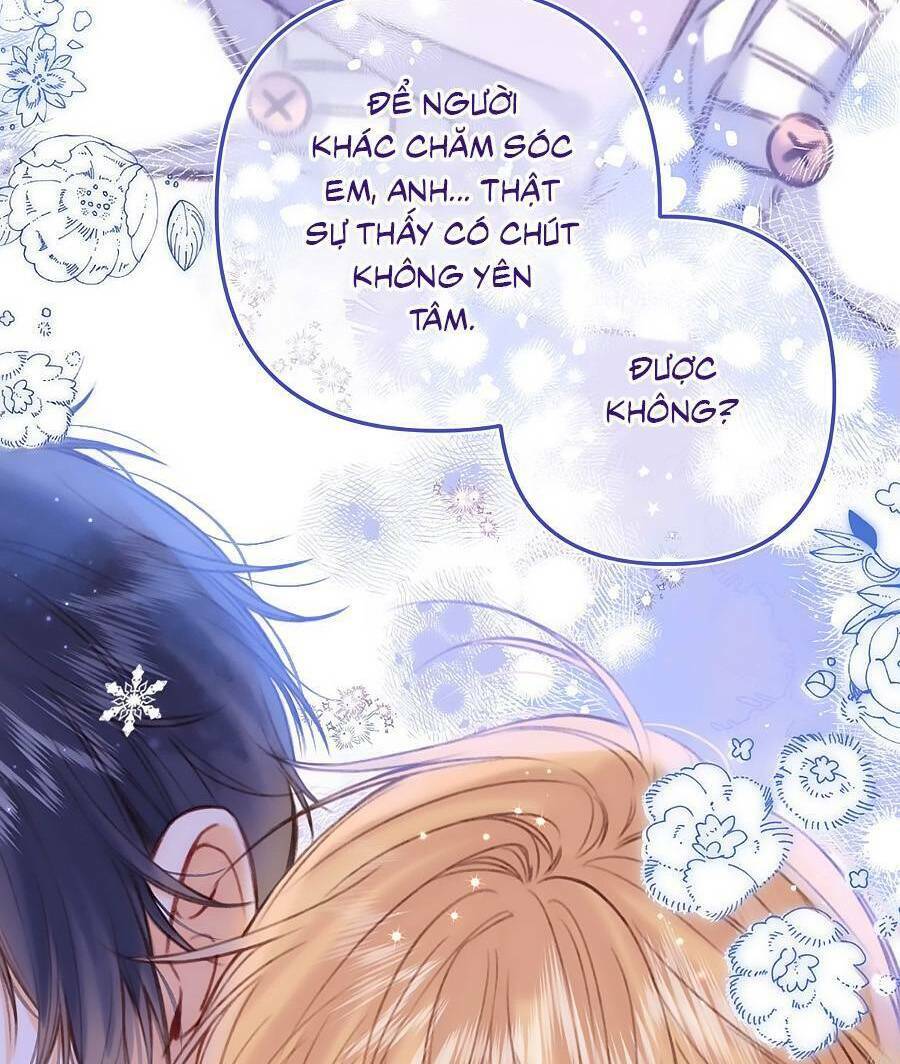 ĐỂ NGƯỜI
KHÁC CHĂM SÓC
EM, ANH... THẬT
SỰ THẤY CÓ CHÚT
KHÔNG YÊN
TÂM.
ĐƯỢC
KHÔNG?